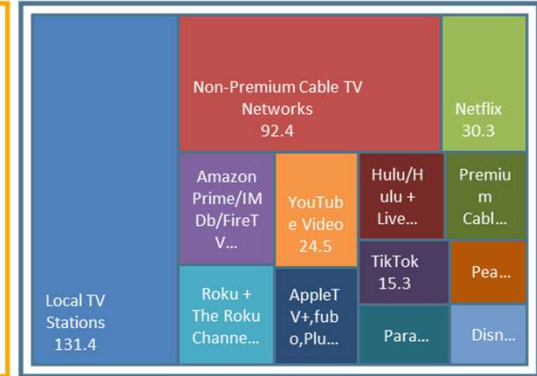 Non-Premium Cable TV
Networks
92.4
Netflix
30.3
Amazon
Prime/IM
Db/FireT
V...
YouTub
e Video
24.5
Hulu/H
ulu +
Live...
Premiu
m
Cabl...
TikTok
15.3
Pea...
Local TV
Stations
131.4
Roku +
The Roku
Channe...
AppleT
V+,fub
o,Plu...
Para...
Disn...